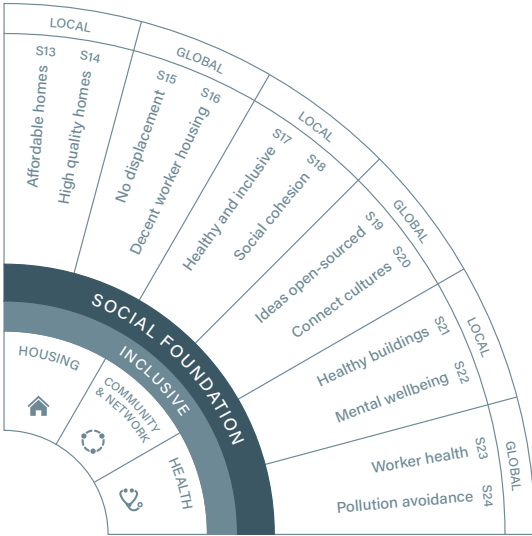 LOCAL
S13
Affordable homes
S14
High quality homes
GLOBAL
S15
No displacement
S16
Decent worker housing
LOCAL
S17
Healthy and inclusive
S18
Social cohesion
GLOBAL
S19
Ideas open-sourced
S20
Connect cultures
LOCAL
S21
Healthy buildings
S22
Mental wellbeing
GLOBAL
S23
Worker health
S24
Pollution avoidance
SOCIAL FOUNDATION
INCLUSIVE
HOUSING
COMMUNITY
& NETWORK
HEALTH